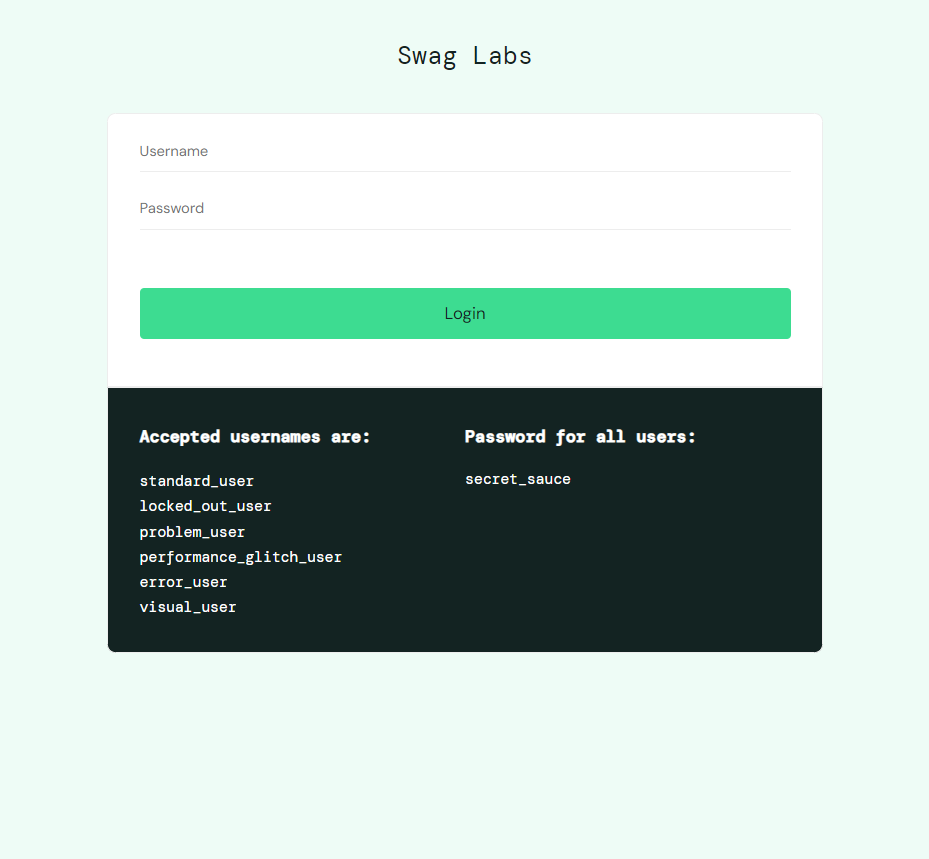 Swag Labs
Username
Password
Login
Accepted usernames are:
standard_user
locked_out_user
problem_user
performance_glitch_user
error_user
visual_user
Password for all users:
secret_sauce